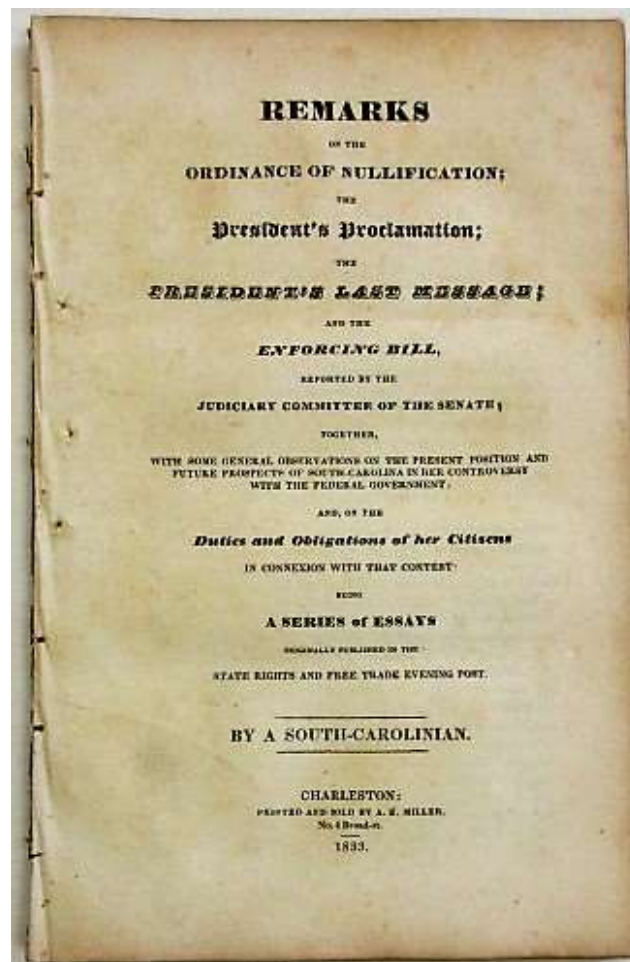 REMARKS
ON THE
ORDINANCE OF NULLIFICATION;
THE
President's Proclamation;
THE
PRESIDENT'S LAST MESSAGE;
AND THE
ENFORCING BILL,
REPORTED BY THE
JUDICIARY COMMITTEE OF THE SENATE;
TOGETHER,
WITH SOME GENERAL OBSERVATIONS ON THE PRESENT POSITION AND
FUTURE PROSPECTS OF SOUTH-CAROLINA IN HER CONTROVERSY
WITH THE FEDERAL GOVERNMENT;
AND, ON THE
Duties and Obligations of her Citizens
IN CONNEXION WITH THAT CONTEST:
BEING
A SERIES of ESSAYS
ORIGINALLY PUBLISHED IN THE
STATE RIGHTS AND FREE TRADE EVENING POST.
BY A SOUTH-CAROLINIAN.
CHARLESTON:
PRINTED AND SOLD BY A. E. MILLER,
No. 4 Broad-st.
1833.